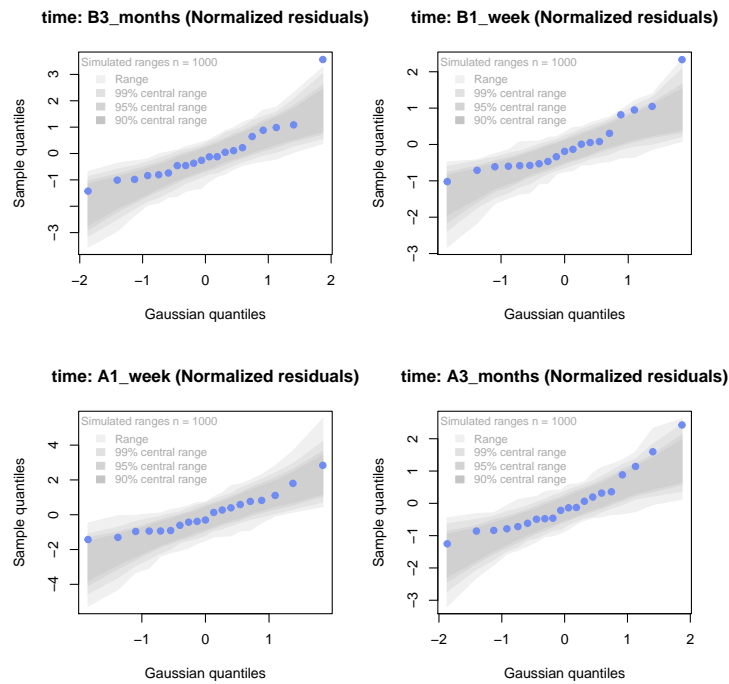 time: B3_months (Normalized residuals)
Simulated ranges n = 1000
Range
99% central range
95% central range
90% central range
3
2
1
0
−1
−3
−2
−1
0
1
2
Sample quantiles
Gaussian quantiles
time: B1_week (Normalized residuals)
Simulated ranges n = 1000
Range
99% central range
95% central range
90% central range
2
1
0
−1
−2
−3
−1
0
1
Sample quantiles
Gaussian quantiles
time: A1_week (Normalized residuals)
Simulated ranges n = 1000
Range
99% central range
95% central range
90% central range
4
2
0
−2
−4
−1
0
1
Sample quantiles
Gaussian quantiles
time: A3_months (Normalized residuals)
Simulated ranges n = 1000
Range
99% central range
95% central range
90% central range
2
1
0
−1
−2
−3
−2
−1
0
1
2
Sample quantiles
Gaussian quantiles